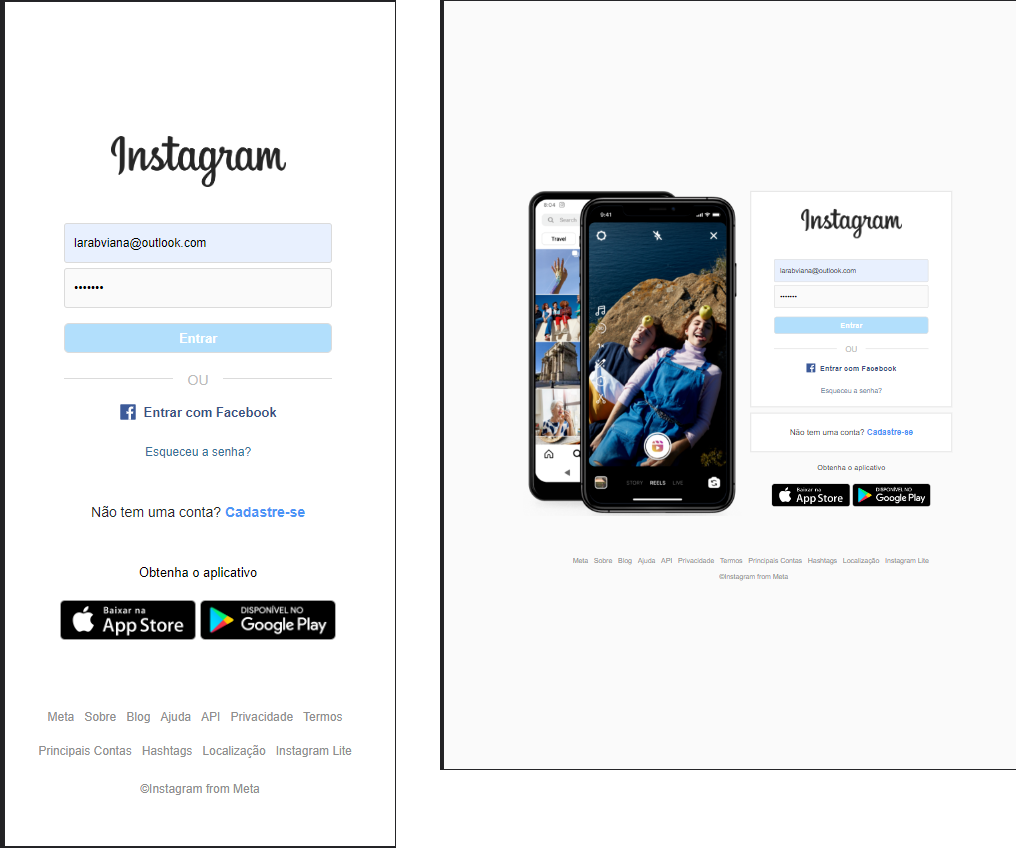 Instagram
larabviana@outlook.com
•••••••
Entrar
OU
Entrar com Facebook
Esqueceu a senha?
Não tem uma conta? Cadastre-se
Obtenha o aplicativo
Baixar na
App Store
DISPONÍVEL NO
Google Play
Meta Sobre Blog Ajuda API Privacidade Termos
Principais Contas Hashtags Localização Instagram Lite
©Instagram from Meta
8:04
Search
Travel
9:41
STORY REELS LIVE
Instagram
larabviana@outlook.com
•••••••
Entrar
OU
Entrar com Facebook
Esqueceu a senha?
Não tem uma conta? Cadastre-se
Obtenha o aplicativo
Baixar na
App Store
DISPONÍVEL NO
Google Play
Meta Sobre Blog Ajuda API Privacidade Termos Principais Contas Hashtags Localização Instagram Lite
©Instagram from Meta